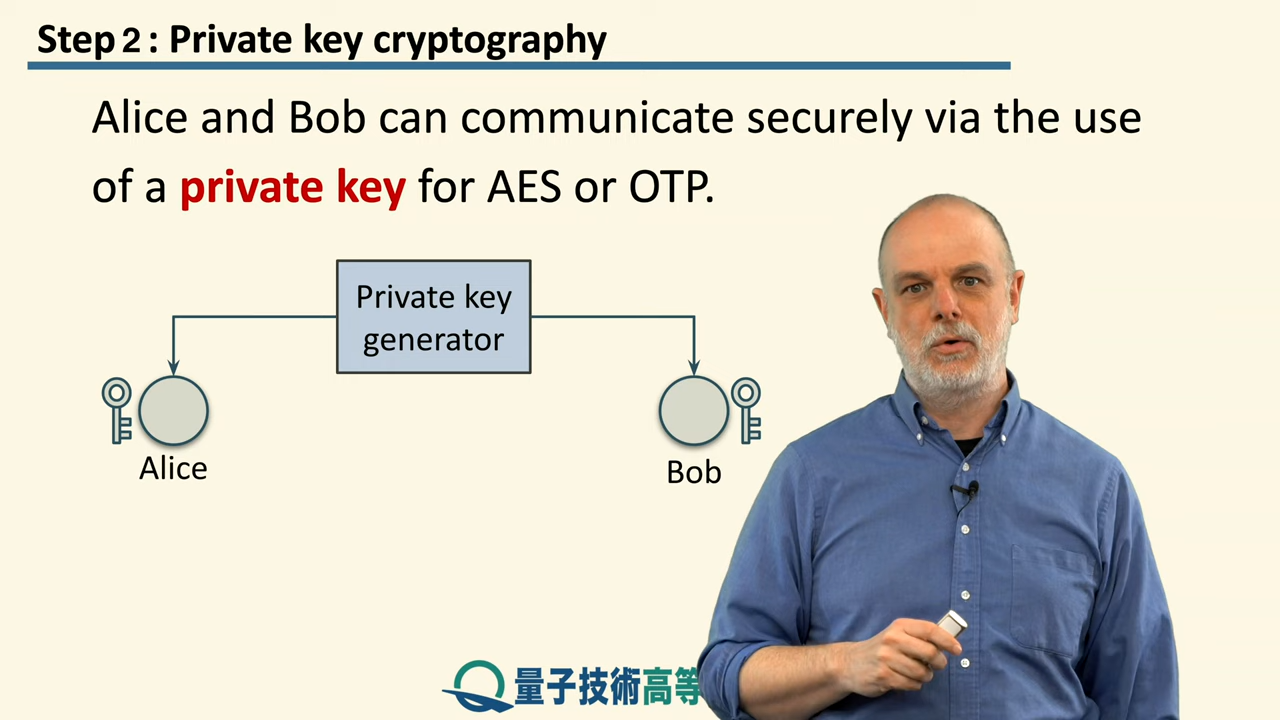 Step 2 : Private key cryptography
Alice and Bob can communicate securely via the use
of a private key for AES or OTP.
Private key
generator
Alice
Bob
量子技術高等